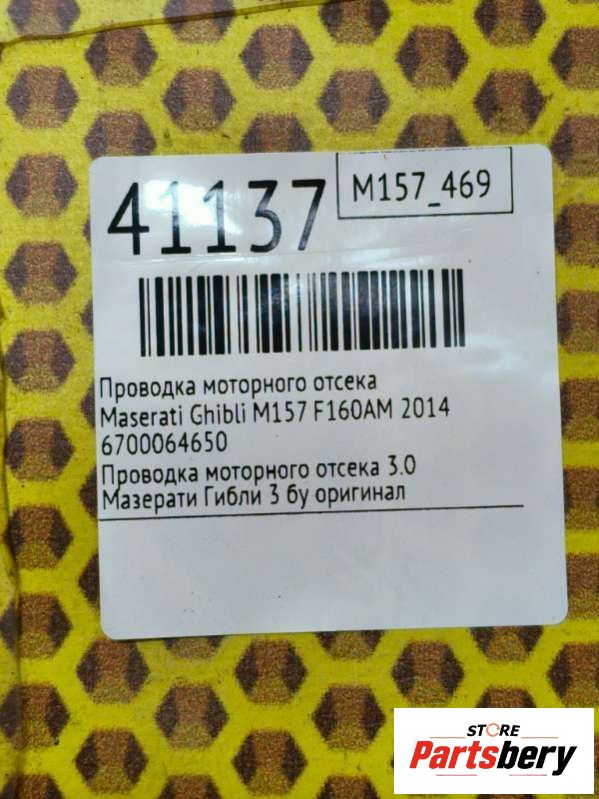 41137
M157_469
Проводка моторного отсека
Maserati Ghibli M157 F160AM 2014
6700064650
Проводка моторного отсека 3.0
Мазерати Гибли 3 бу оригинал
STORE
Partsbery